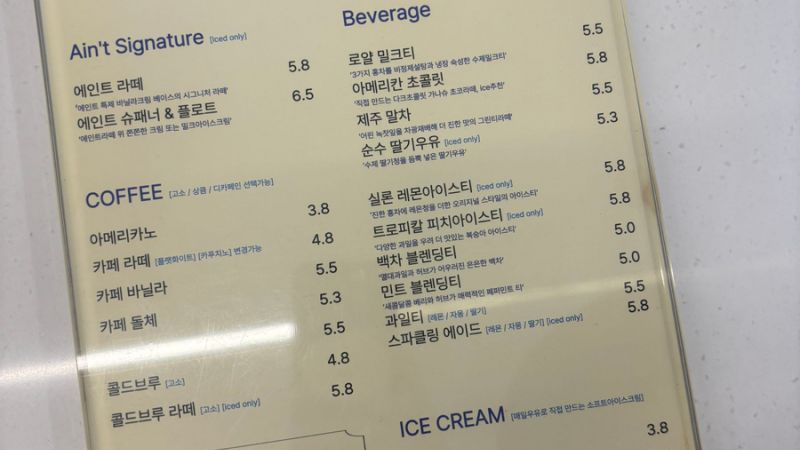 Ain't Signature [iced only]
에인트 라떼 5.8
'에인트 특제 바닐라크림 베이스의 시그니처 라떼'
에인트 슈패너 & 플로트 6.5
'에인트라떼 위 쫀쫀한 크림 또는 밀크아이스크림'
COFFEE [고소 / 상큼 / 디카페인 선택가능]
아메리카노 3.8
카페 라떼 [플랫화이트] [카푸치노] 변경가능 4.8
카페 바닐라 5.5
카페 돌체 5.3
5.5
콜드브루 [고소] 4.8
콜드브루 라떼 [고소] [iced only] 5.8
Beverage
로얄 밀크티 5.5
'3가지 홍차를 비정제설탕과 냉장 숙성한 수제밀크티'
아메리칸 초콜릿 5.8
'직접 만드는 다크초콜릿 가나슈 초코라떼, ice추천'
제주 말차 5.5
'어린 녹찻잎을 차광재배해 더 진한 맛의 그린티라떼'
순수 딸기우유 [iced only] 5.3
'수제 딸기청을 듬뿍 넣은 딸기우유'
실론 레몬아이스티 [iced only] 5.8
'진한 홍차에 레몬청을 더한 오리지널 스타일의 아이스티'
트로피칼 피치아이스티 [iced only] 5.8
'다양한 과일을 우려 더 맛있는 복숭아 아이스티'
백차 블렌딩티 5.0
'열대과일과 허브가 어우러진 은은한 백차'
민트 블렌딩티 5.0
'새콤달콤 베리와 허브가 매력적인 페퍼민트 티'
과일티 [레몬 / 자몽 / 딸기] 5.5
스파클링 에이드 [레몬 / 자몽 / 딸기] [iced only] 5.8
ICE CREAM [매일우유로 직접 만드는 소프트아이스크림]
3.8